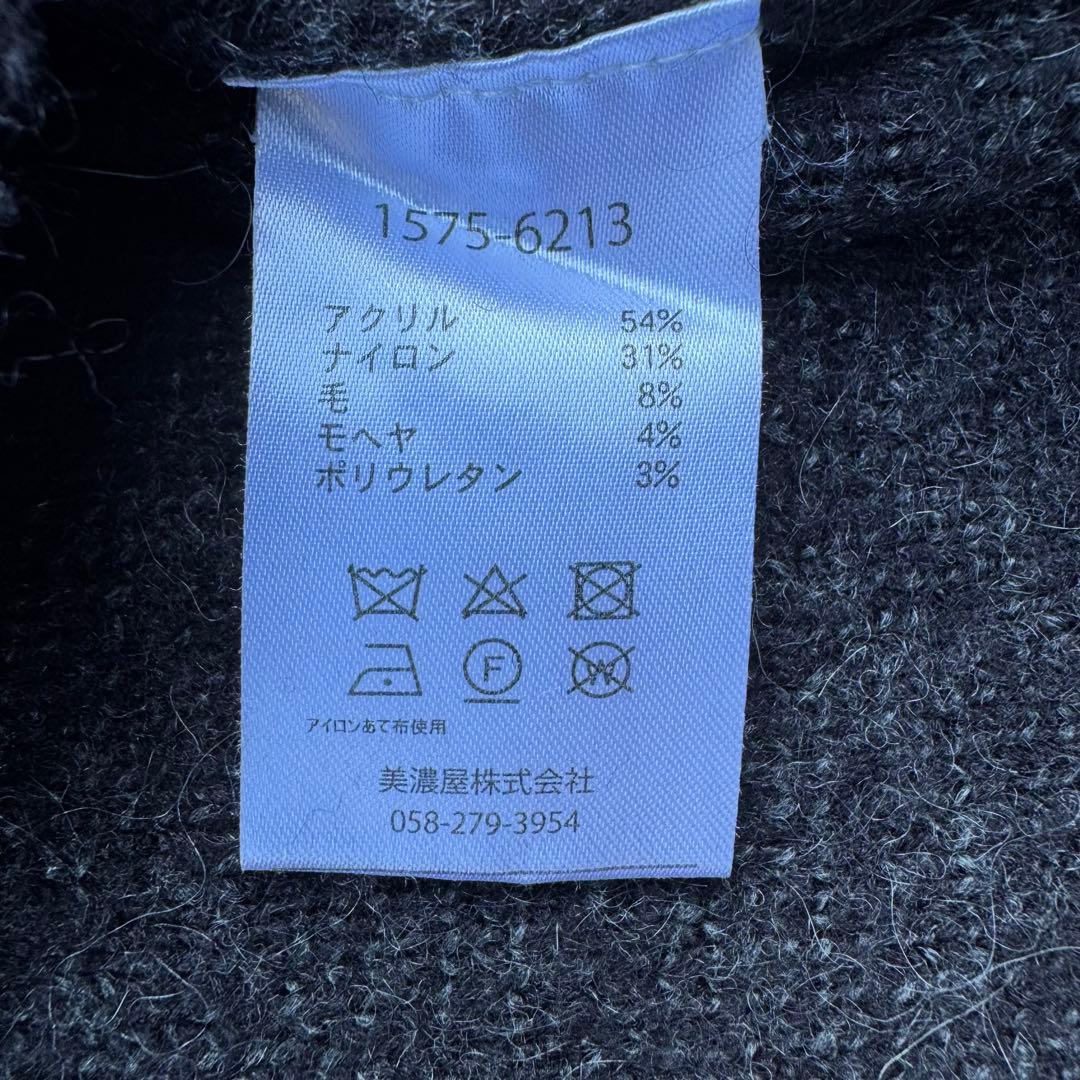 1575-6213
アクリル 54%
ナイロン 31%
毛 8%
モヘヤ 4%
ポリウレタン 3%
F W
アイロンあて布使用
美濃屋株式会社
058-279-3954